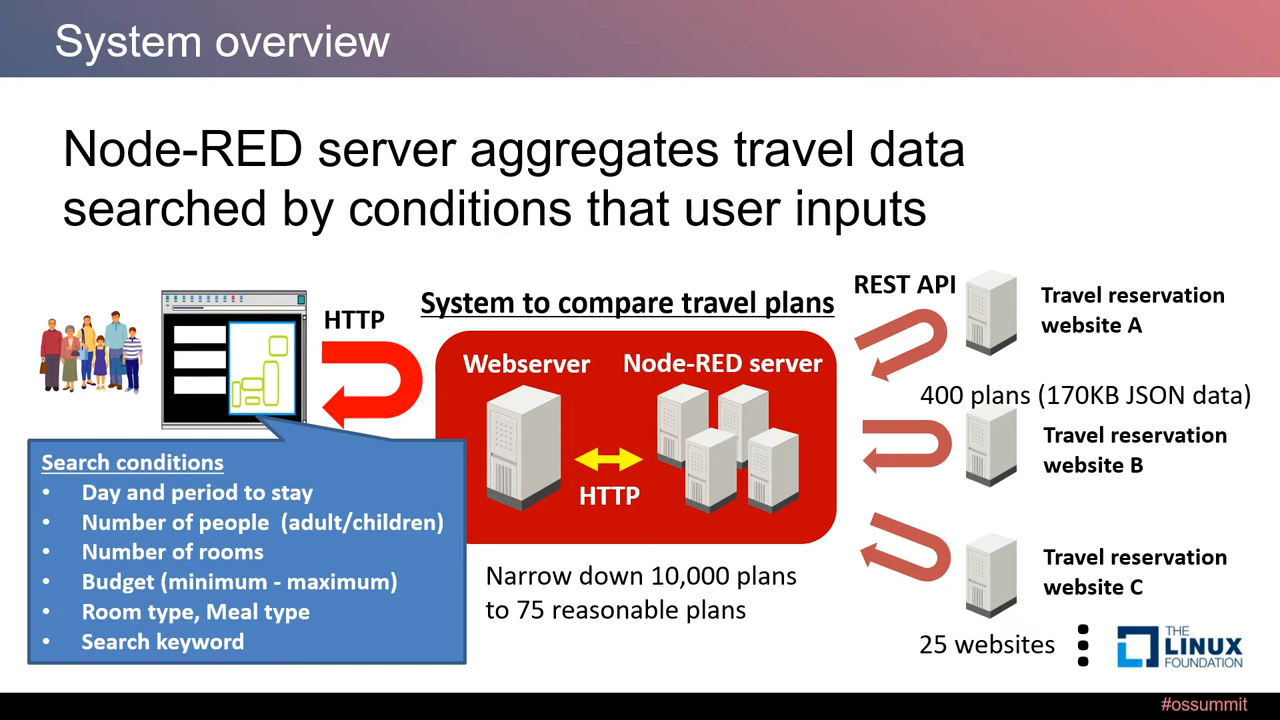 System overview
Node-RED server aggregates travel data
searched by conditions that user inputs
HTTP
System to compare travel plans
Webserver
Node-RED server
HTTP
Narrow down 10,000 plans
to 75 reasonable plans
Search conditions
• Day and period to stay
• Number of people (adult/children)
• Number of rooms
• Budget (minimum - maximum)
• Room type, Meal type
• Search keyword
REST API
Travel reservation
website A
400 plans (170KB JSON data)
Travel reservation
website B
Travel reservation
website C
25 websites
THE
LINUX
FOUNDATION
#ossummit